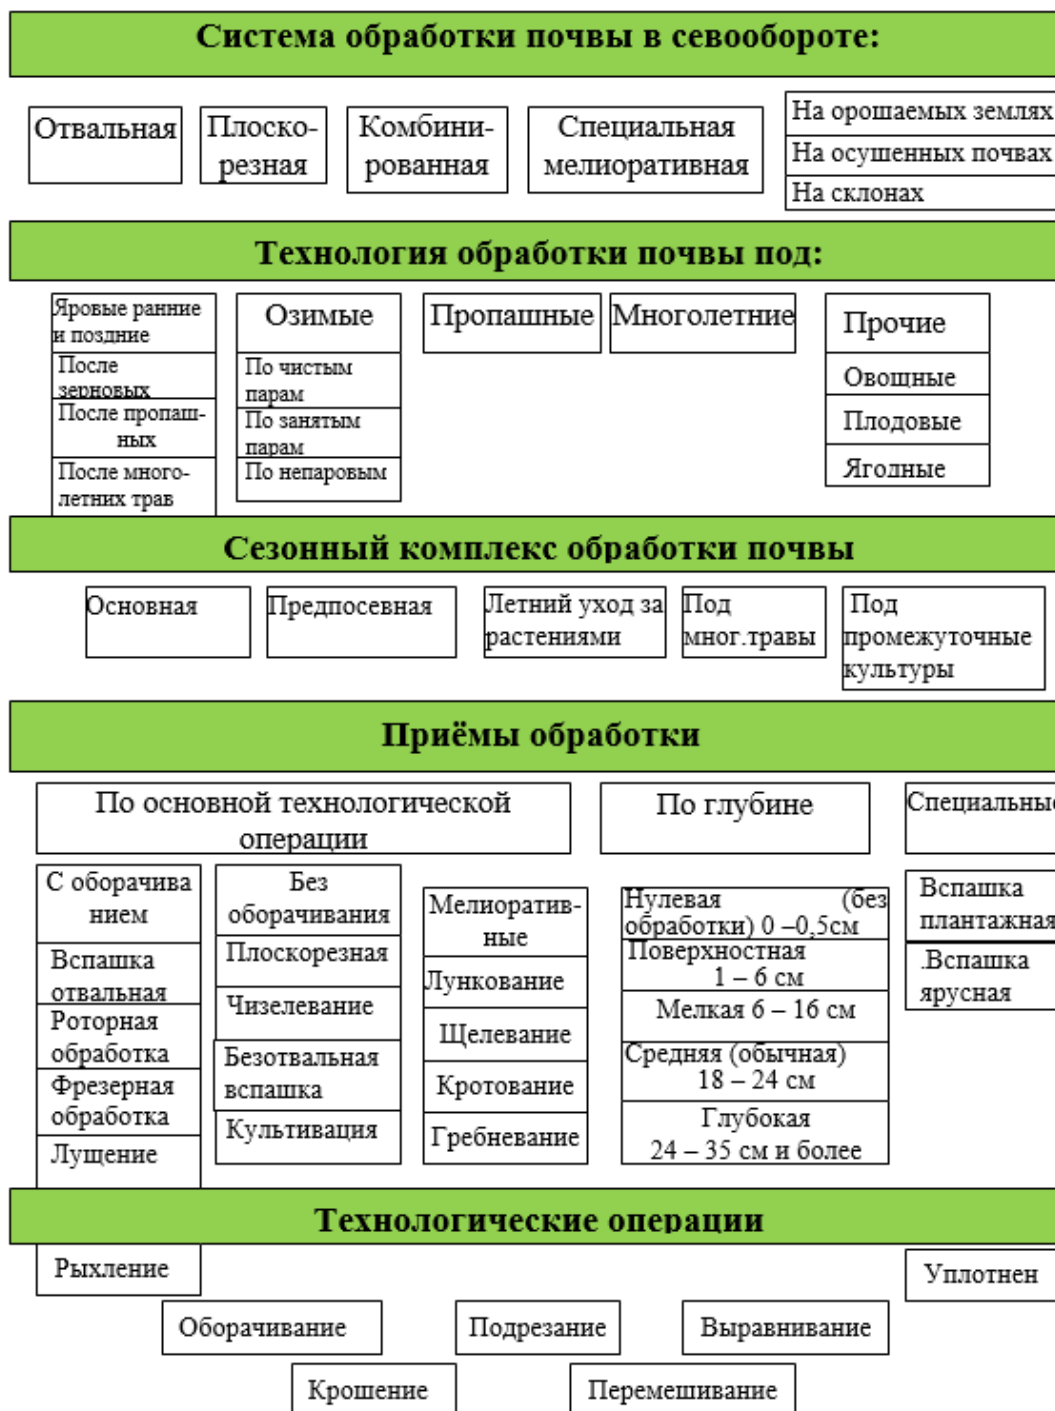 Система обработки почвы в севообороте:
Отвальная
Плоско-
резная
Комбини-
рованная
Специальная
мелиоративная
На орошаемых землях
На осушенных почвах
На склонах
Технология обработки почвы под:
Яровые ранние
и поздние
После
зерновых
После пропаш-
ных
После много-
летних трав
Озимые
По чистым
парам
По занятым
парам
По непаровым
Пропашные
Многолетние
Прочие
Овощные
Плодовые
Ягодные
Сезонный комплекс обработки почвы
Основная
Предпосевная
Летний уход за
растениями
Под
мног.травы
Под
промежуточные
культуры
Приёмы обработки
По основной технологической
операции
По глубине
Специальные
С оборачива
нием
Вспашка
отвальная
Роторная
обработка
Фрезерная
обработка
Лущение
Без
оборачивания
Плоскорезная
Чизелевание
Безотвальная
вспашка
Культивация
Мелиоратив-
ные
Лункование
Щелевание
Кротование
Гребневание
Нулевая (без
обработки) 0 –0,5см
Поверхностная
1 – 6 см
Мелкая 6 – 16 см
Средняя (обычная)
18 – 24 см
Глубокая
24 – 35 см и более
Вспашка
плантажная
.Вспашка
ярусная
Технологические операции
Рыхление
Уплотнен
Оборачивание
Подрезание
Выравнивание
Крошение
Перемешивание